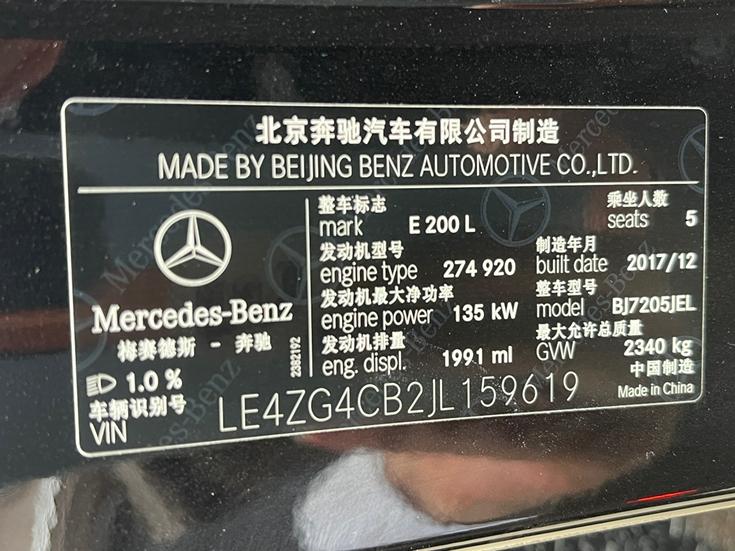 北京奔驰汽车有限公司制造
MADE BY BEIJING BENZ AUTOMOTIVE CO.,LTD.
整车标志 乘坐人数
mark E 200 L seats 5
发动机型号 制造年月
engine type 274 920 built date 2017/12
发动机最大净功率 整车型号
engine power 135 kW model BJ7205JEL
发动机排量 最大允许总质量
eng. displ. 1991 ml GVW 2340 kg
Mercedes-Benz
梅赛德斯 - 奔驰
2382192
1.0 %
中国制造
Made in China
车辆识别号
VIN LE4ZG4CB2JL159619